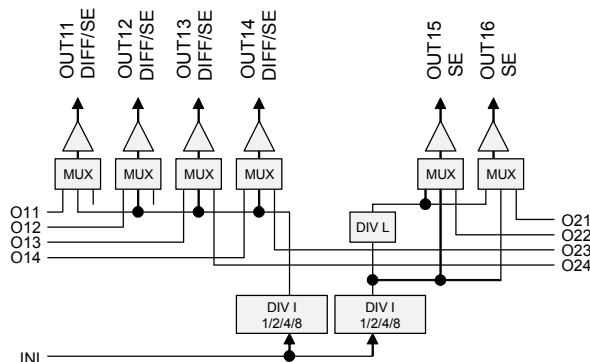 OUT11
DIFF/SE
OUT12
DIFF/SE
OUT13
DIFF/SE
OUT14
DIFF/SE
OUT15
SE
OUT16
SE
MUX
MUX
MUX
MUX
MUX
MUX
O11
O12
O13
O14
DIV L
O21
O22
O23
O24
DIV I
1/2/4/8
DIV I
1/2/4/8
INI